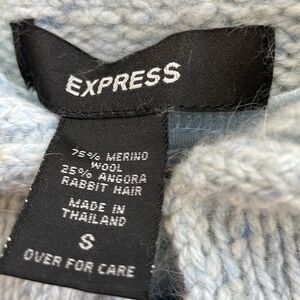 EXPRESS
75% MERINO
WOOL
25% ANGORA
RABBIT HAIR
MADE IN
THAILAND
S
OVER FOR CARE